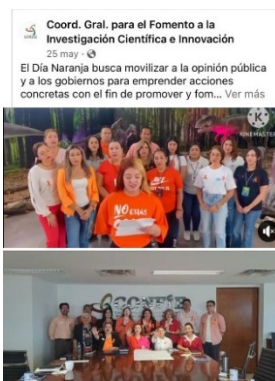 Coord. Gral. para el Fomento a la
Investigación Científica e Innovación
25 may ·
El Día Naranja busca movilizar a la opinión pública
y a los gobiernos para emprender acciones
concretas con el fin de promover y fom... Ver más
KINEMASTER
NO ESTÁS